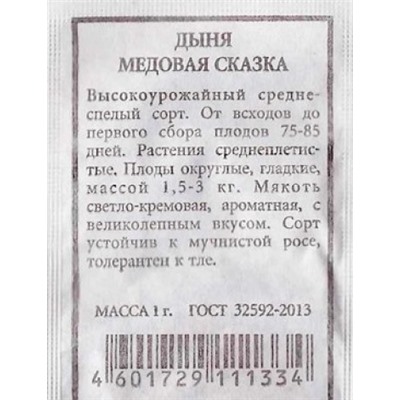 ДЫНЯ
МЕДОВАЯ СКАЗКА
Высокоурожайный средне-
спелый сорт. От всходов до
первого сбора плодов 75-85
дней. Растения среднеплетис-
тые. Плоды округлые, гладкие,
массой 1,5-3 кг. Мякоть
светло-кремовая, ароматная, с
великолепным вкусом. Сорт
устойчив к мучнистой росе,
толерантен к тле.
МАССА 1 г. ГОСТ 32592-2013
4 601729 111334 >